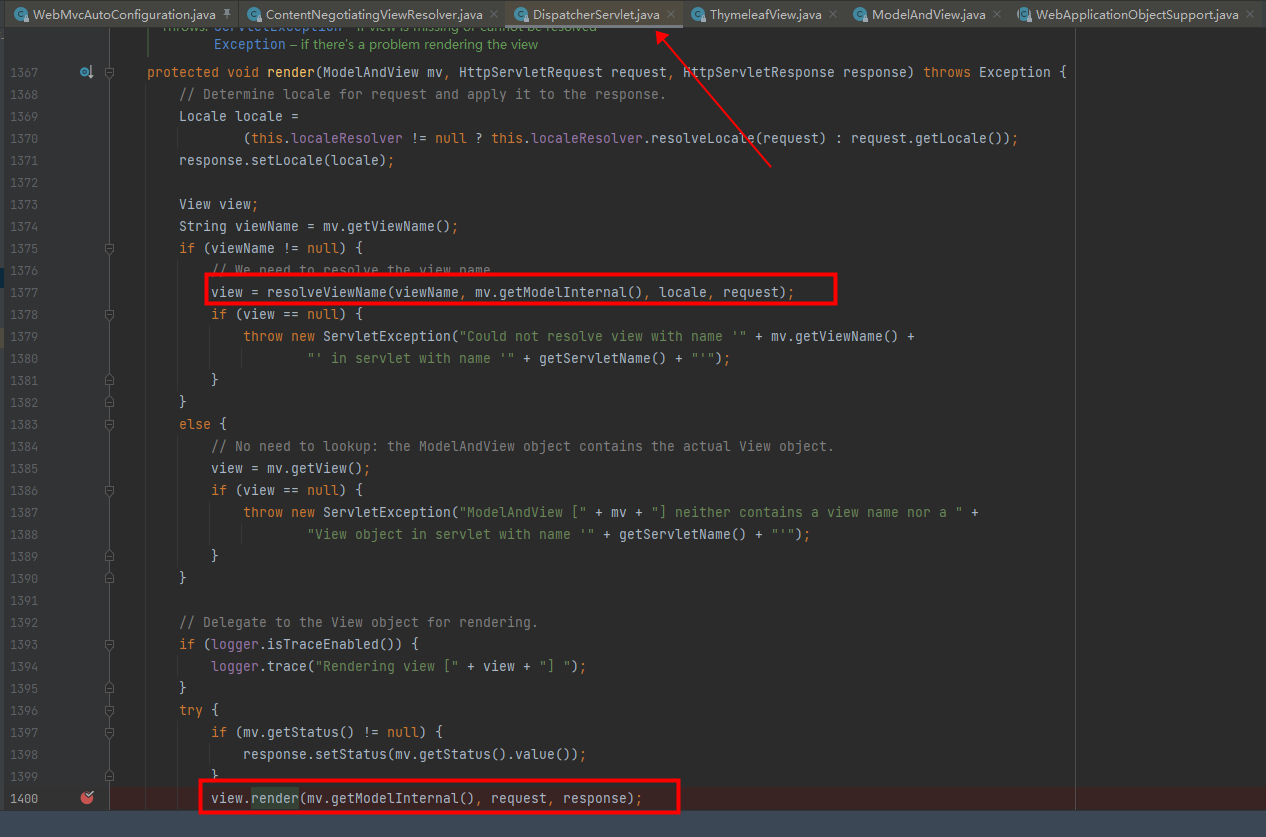 WebMvcAutoConfiguration.java ContentNegotiatingViewResolver.java DispatcherServlet.java ThymeleafView.java ModelAndView.java WebApplicationObjectSupport.java
Throws: ServletException – if view is missing or cannot be resolved
Exception – if there's a problem rendering the view
1367 protected void render(ModelAndView mv, HttpServletRequest request, HttpServletResponse response) throws Exception {
1368 // Determine locale for request and apply it to the response.
1369 Locale locale =
1370 (this.localeResolver != null ? this.localeResolver.resolveLocale(request) : request.getLocale());
1371 response.setLocale(locale);
1372
1373 View view;
1374 String viewName = mv.getViewName();
1375 if (viewName != null) {
1376 // We need to resolve the view name.
1377 view = resolveViewName(viewName, mv.getModelInternal(), locale, request);
1378 if (view == null) {
1379 throw new ServletException("Could not resolve view with name '" + mv.getViewName() +
1380 "' in servlet with name '" + getServletName() + "'");
1381 }
1382 }
1383 else {
1384 // No need to lookup: the ModelAndView object contains the actual View object.
1385 view = mv.getView();
1386 if (view == null) {
1387 throw new ServletException("ModelAndView [" + mv + "] neither contains a view name nor a " +
1388 "View object in servlet with name '" + getServletName() + "'");
1389 }
1390 }
1391
1392 // Delegate to the View object for rendering.
1393 if (logger.isTraceEnabled()) {
1394 logger.trace("Rendering view [" + view + "] ");
1395 }
1396 try {
1397 if (mv.getStatus() != null) {
1398 response.setStatus(mv.getStatus().value());
1399 }
1400 view.render(mv.getModelInternal(), request, response);